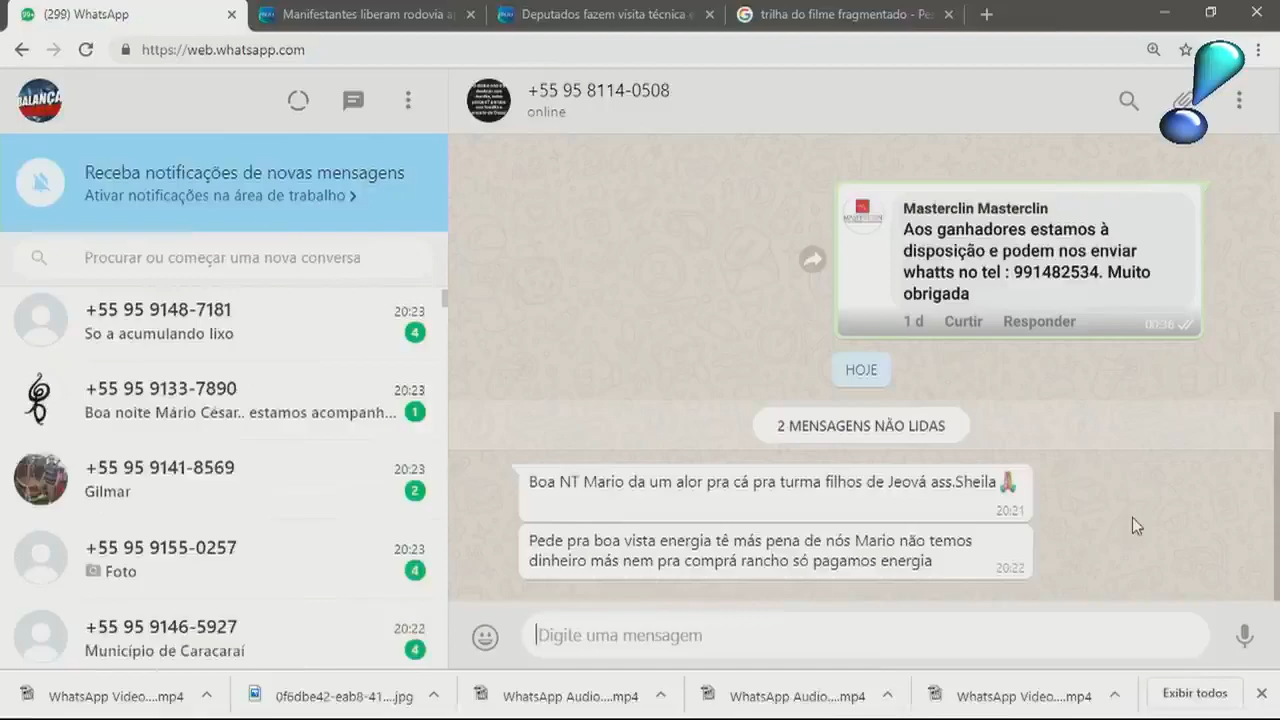 (299) WhatsApp
Manifestantes liberam rodovia a
Deputados fazem visita técnica e
trilha do filme fragmentado - Pe
https://web.whatsapp.com
BALANÇA
+55 95 8114-0508
online
Receba notificações de novas mensagens
Ativar notificações na área de trabalho
Procurar ou começar uma nova conversa
+55 95 9148-7181
20:23
So a acumulando lixo
4
+55 95 9133-7890
20:23
Boa noite Mário César.. estamos acompanh...
1
+55 95 9141-8569
20:23
Gilmar
2
+55 95 9155-0257
20:23
Foto
4
+55 95 9146-5927
20:22
Município de Caracaraí
4
MASTERCLIN
Masterclin Masterclin
Aos ganhadores estamos à
disposição e podem nos enviar
whatts no tel : 991482534. Muito
obrigada
1 d Curtir Responder
00:36
HOJE
2 MENSAGENS NÃO LIDAS
Boa NT Mario da um alor pra cá pra turma filhos de Jeová ass.Sheila🙏🏽
20:21
Pede pra boa vista energia tê más pena de nós Mario não temos
dinheiro más nem pra comprá rancho só pagamos energia
20:22
Digite uma mensagem
WhatsApp Video....mp4
0f6dbe42-eab8-41....jpg
WhatsApp Audio....mp4
WhatsApp Audio....mp4
WhatsApp Video....mp4
Exibir todos